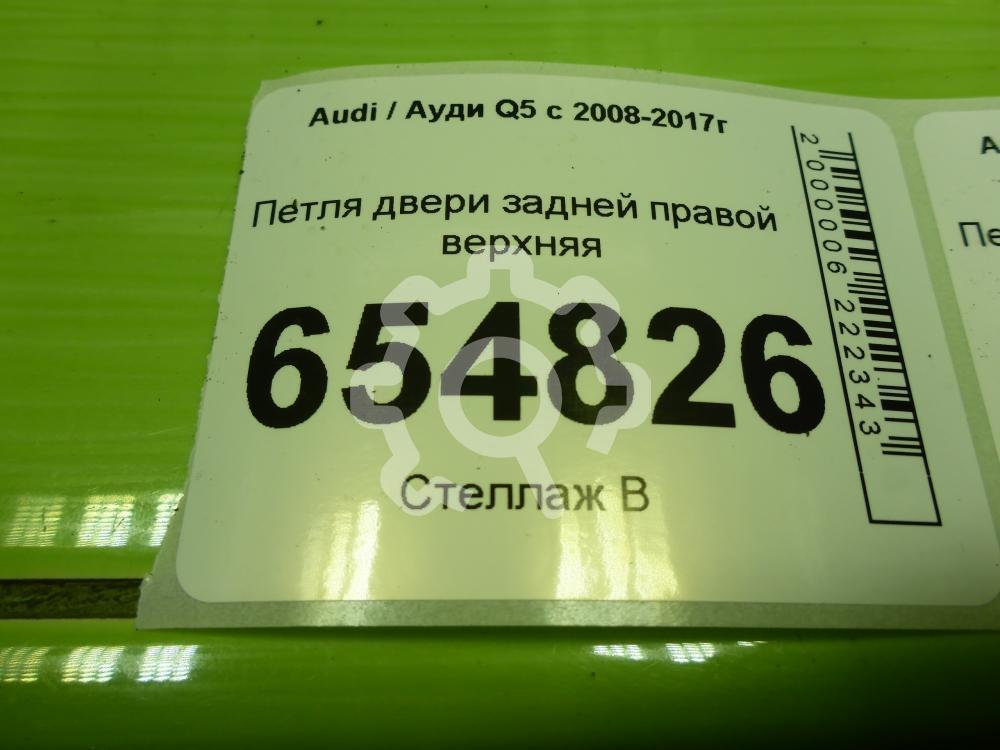 Audi / Ауди Q5 с 2008-2017г
Петля двери задней правой
верхняя
654826
Стеллаж В
2000006222343